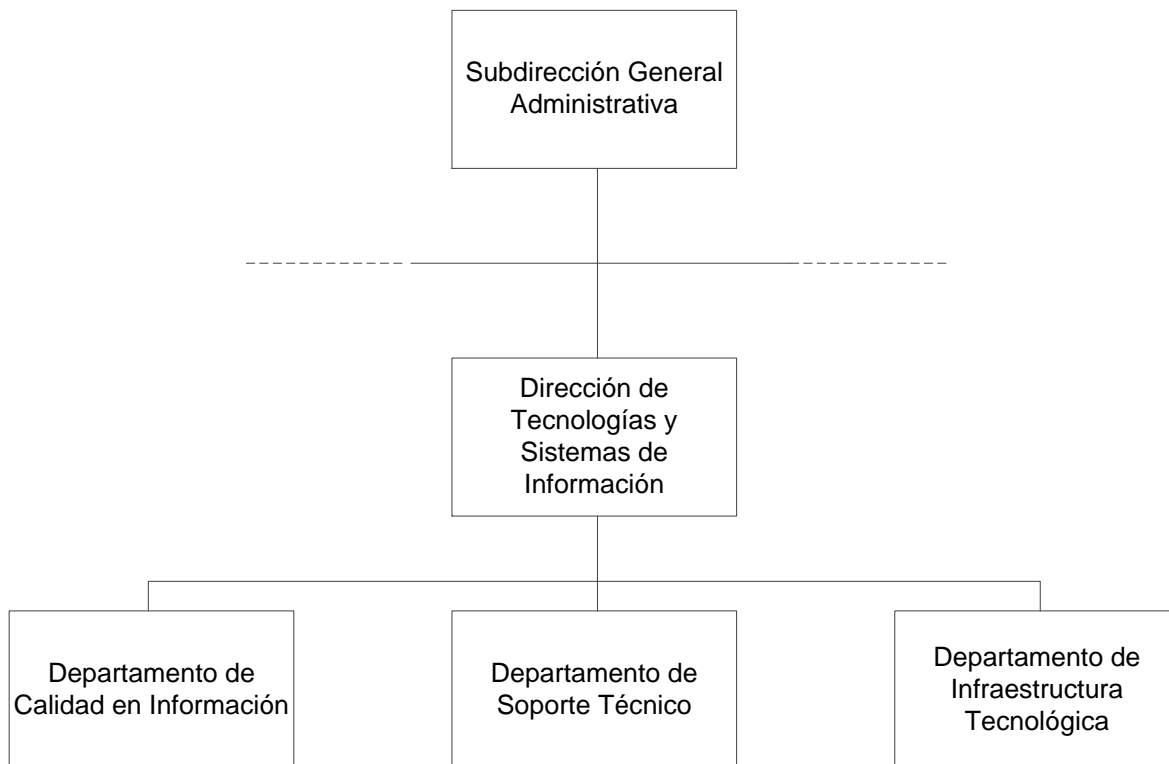 Subdirección General
Administrativa
Dirección de
Tecnologías y
Sistemas de
Información
Departamento de
Calidad en Información
Departamento de
Soporte Técnico
Departamento de
Infraestructura
Tecnológica